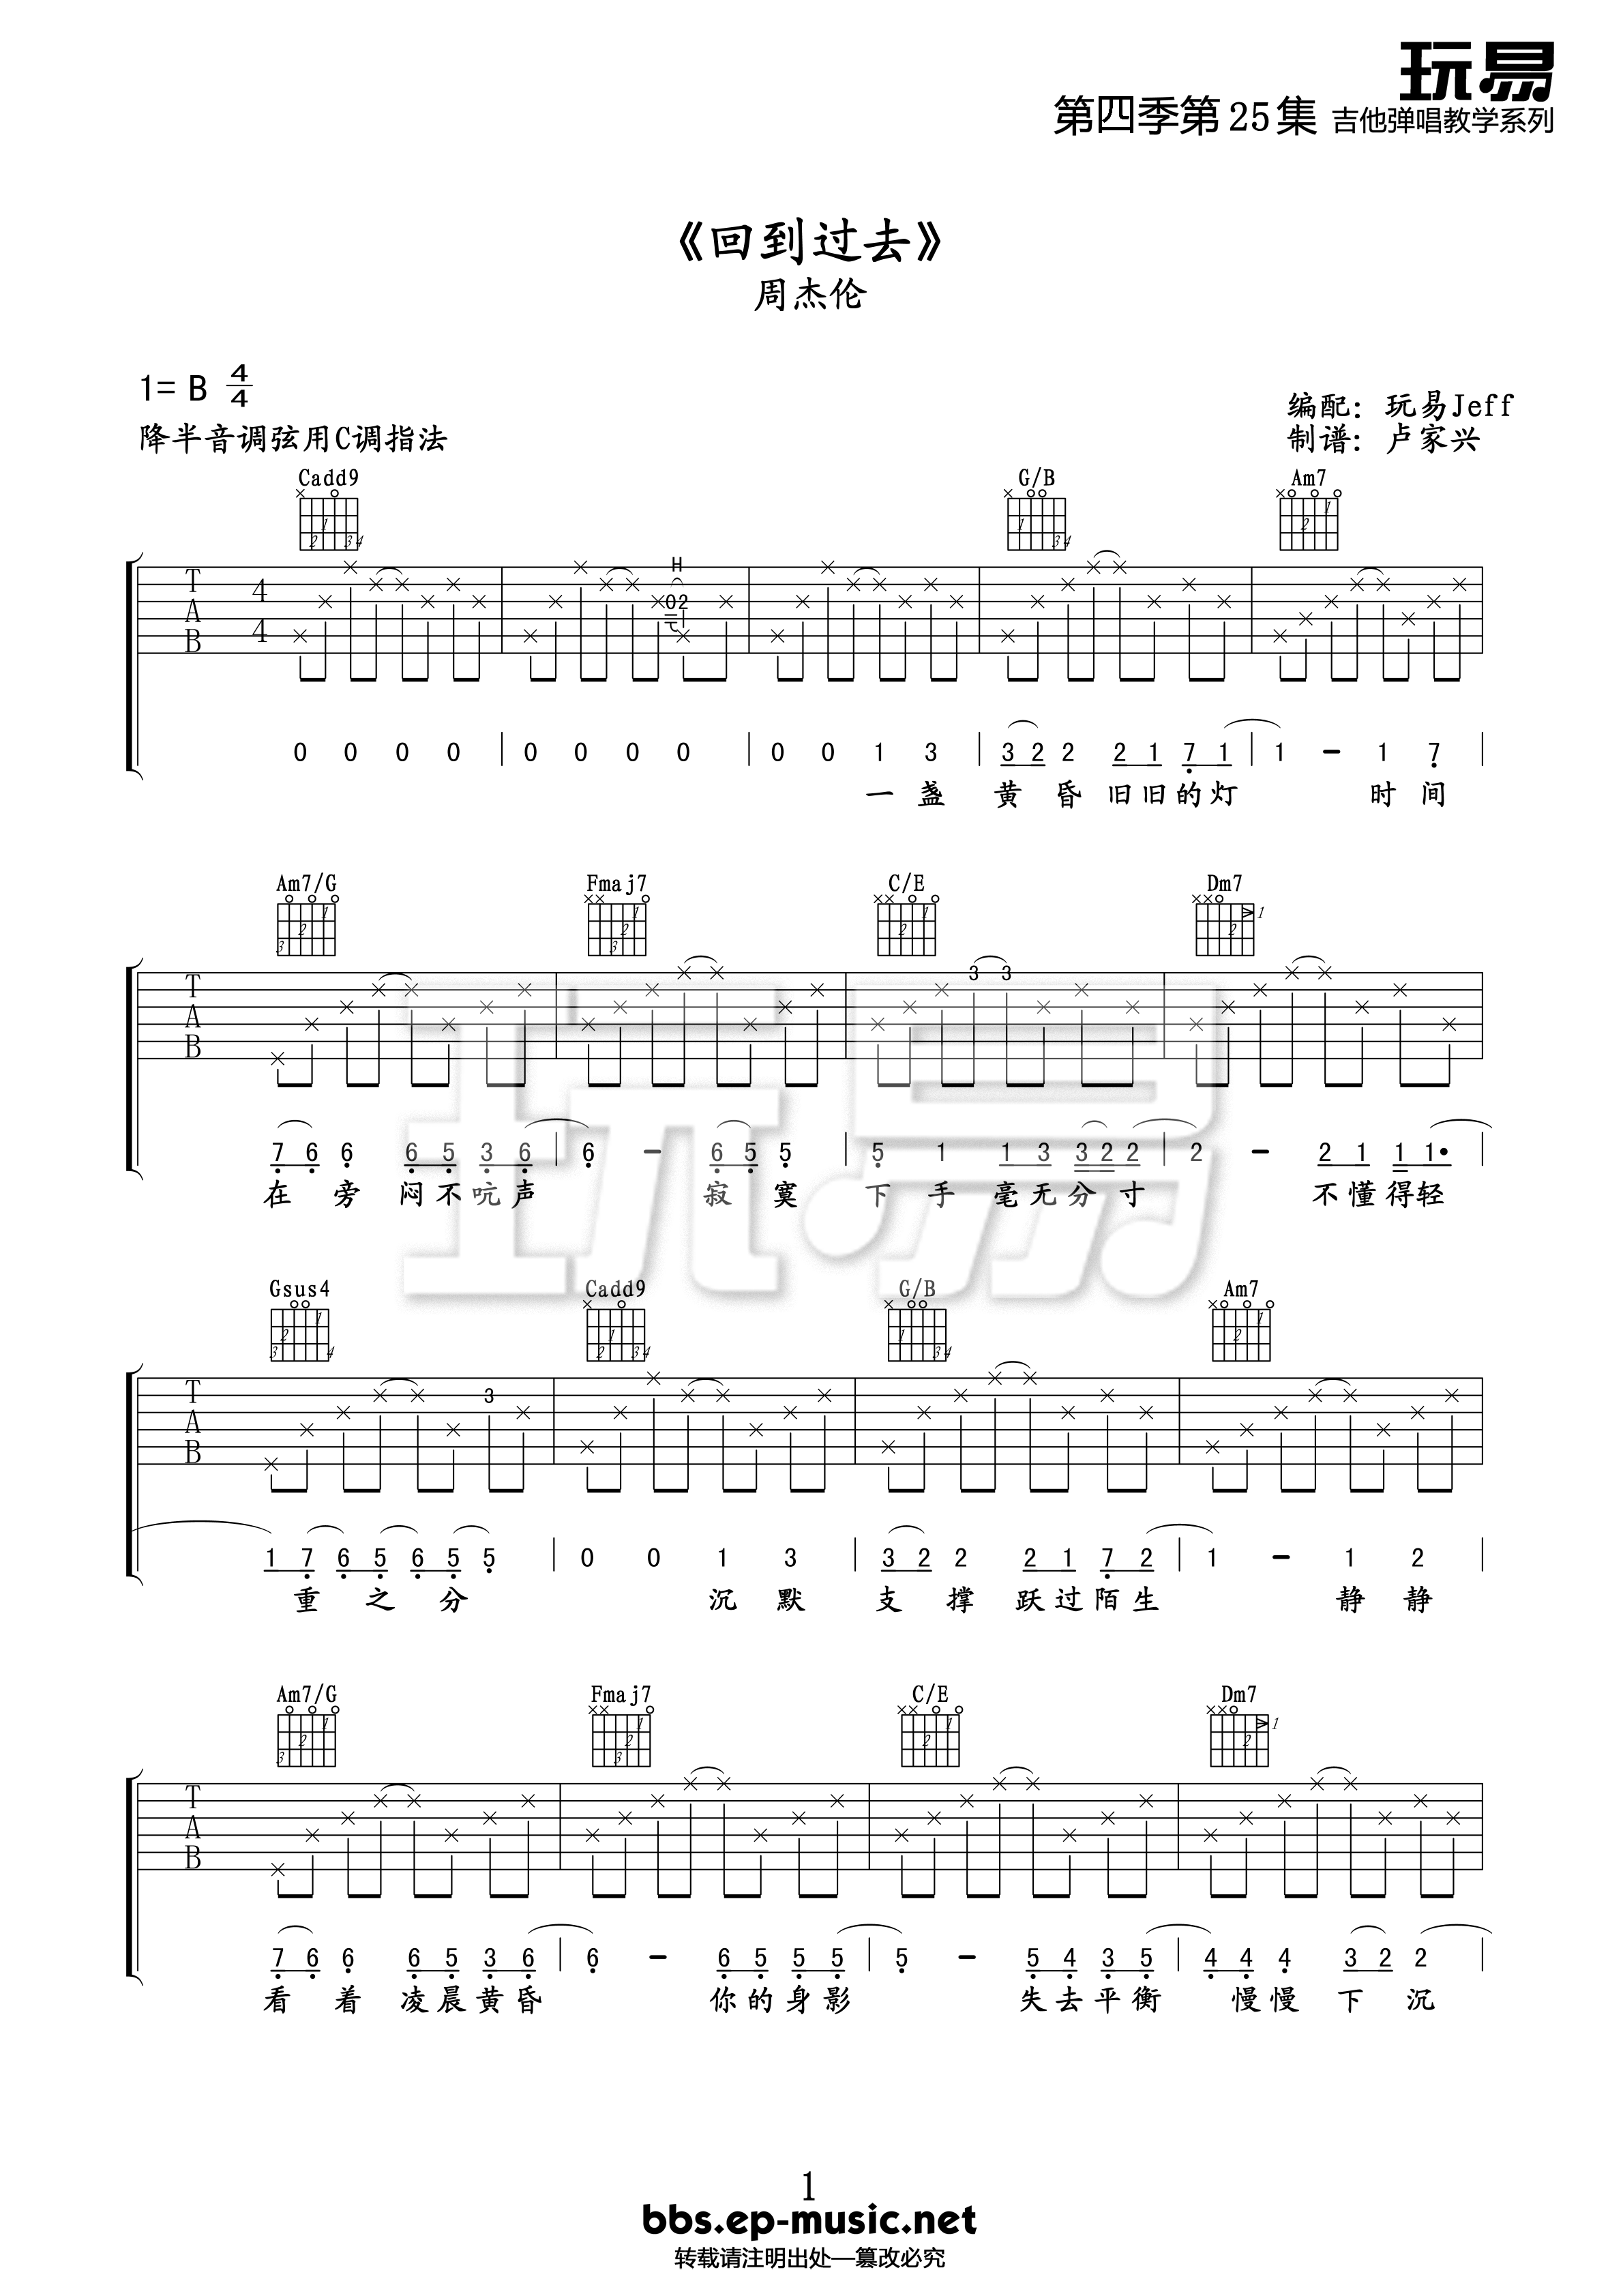 玩易
第四季第25集 吉他弹唱教学系列
《回到过去》
周杰伦
1= B 4/4
编配：玩易Jeff
降半音调弦用C调指法
制谱：卢家兴
Cadd9 G/B Am7
H
T A B 4 4 02
0 0 0 0 | 0 0 0 0 | 0 0 1 3 | 3 2 2 2 1 7 1 | 1 - 1 7 |
一 盏 黄 昏 旧旧的灯 时 间
Am7/G Fmaj7 C/E Dm7
T A B 3 3
7 6 6 6 5 3 6 | 6 - 6 5 5 | 5 1 1 3 3 2 2 | 2 - 2 1 1 1• |
在 旁 闷不吭声 寂 寞 下 手 毫无分寸 不懂得轻
Gsus4 Cadd9 G/B Am7
T A B 3
1 7 6 5 6 5 5 | 0 0 1 3 | 3 2 2 2 1 7 2 | 1 - 1 2 |
重 之 分 沉 默 支 撑 跃过陌生 静 静
Am7/G Fmaj7 C/E Dm7
T A B
7 6 6 6 5 3 6 | 6 - 6 5 5 5 | 5 - 5 4 3 5 | 4 4 4 3 2 2 |
看 着 凌晨黄昏 你的身影 失去平衡 慢慢 下 沉
1
bbs.ep-music.net
转载请注明出处—篡改必究
玩易